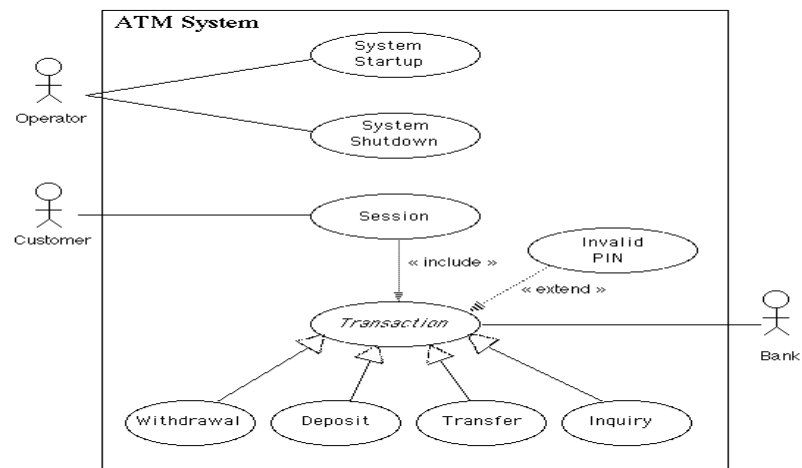 ATM System
System
Startup
Operator
System
Shutdown
Session
Customer
Invalid
PIN
« include »
« extend »
Transaction
Bank
Withdrawal
Deposit
Transfer
Inquiry